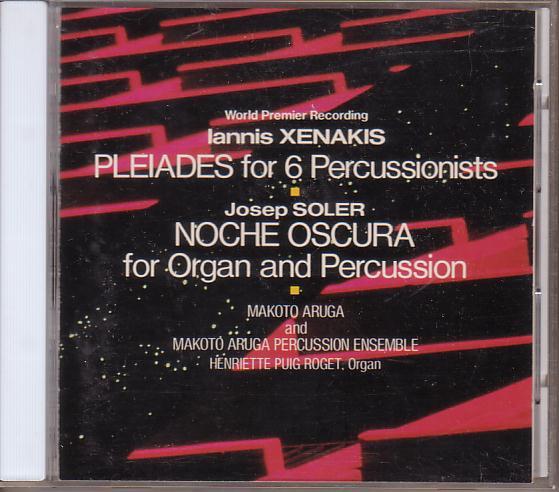 World Premier Recording
Iannis XENAKIS
PLEIADES for 6 Percussionists
Josep SOLER
NOCHE OSCURA
for Organ and Percussion
MAKOTO ARUGA
and
MAKOTO ARUGA PERCUSSION ENSEMBLE
HENRIETTE PUIG ROGET, Organ